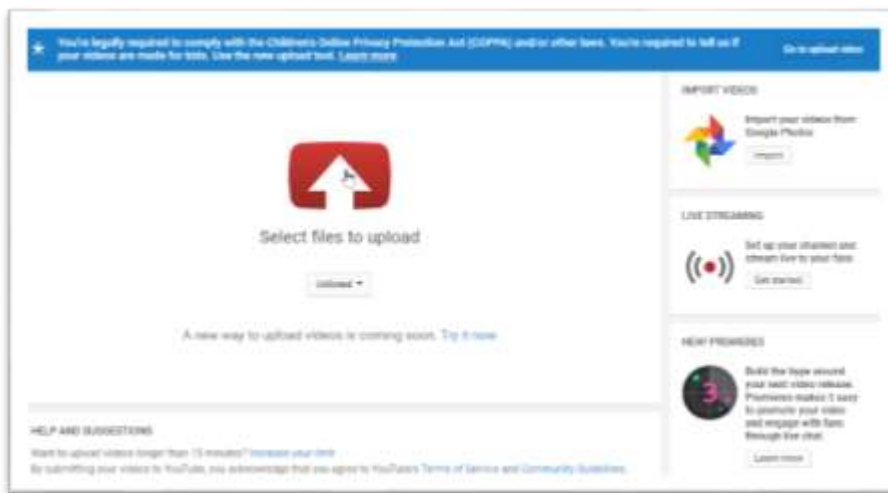 You're legally required to comply with the Children's Online Privacy Protection Act (COPPA) and/or other laws. You're required to tell us if
your videos are made for kids. Use the new upload tool. Learn more
Go to upload video
Select files to upload
Unlisted
A new way to upload videos is coming soon. Try it now
HELP AND SUGGESTIONS
Want to upload videos longer than 15 minutes? Increase your limit
By submitting your videos to YouTube, you acknowledge that you agree to YouTube's Terms of Service and Community Guidelines.
IMPORT VIDEOS
Import your videos from
Google Photos
Import
LIVE STREAMING
Set up your channel and
stream live to your fans.
Get started
NEW! PREMIERES
3
Build the hype around
your next video release.
Premieres makes it easy
to promote your video
and engage with fans
through live chat.
Learn more